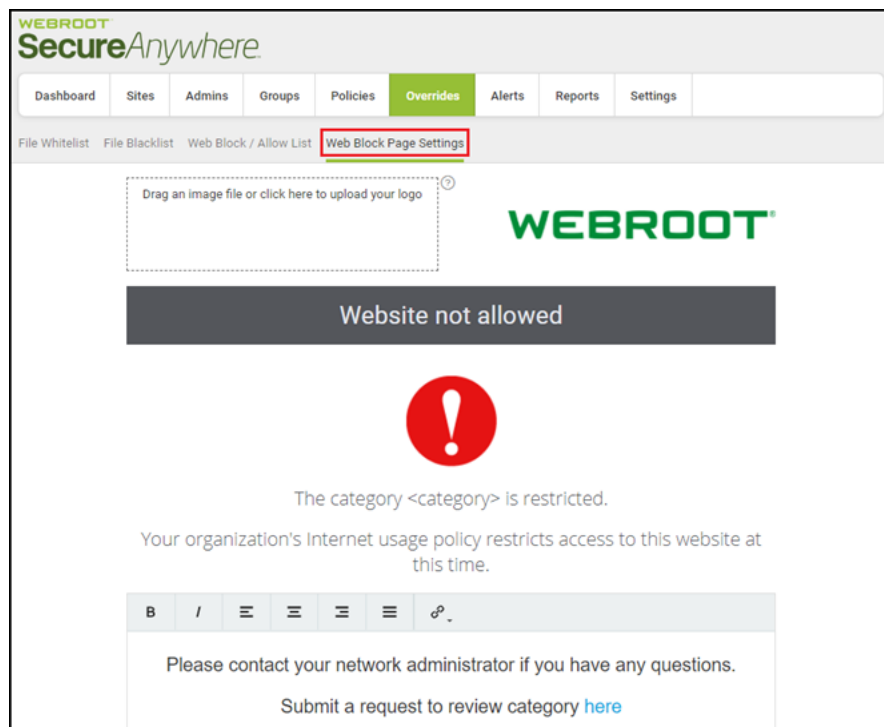 WEBROOT
SecureAnywhere.
Dashboard Sites Admins Groups Policies Overrides Alerts Reports Settings
File Whitelist File Blacklist Web Block / Allow List Web Block Page Settings
Drag an image file or click here to upload your logo ?
WEBROOT®
Website not allowed
!
The category <category> is restricted.
Your organization's Internet usage policy restricts access to this website at
this time.
B I
Please contact your network administrator if you have any questions.
Submit a request to review category here